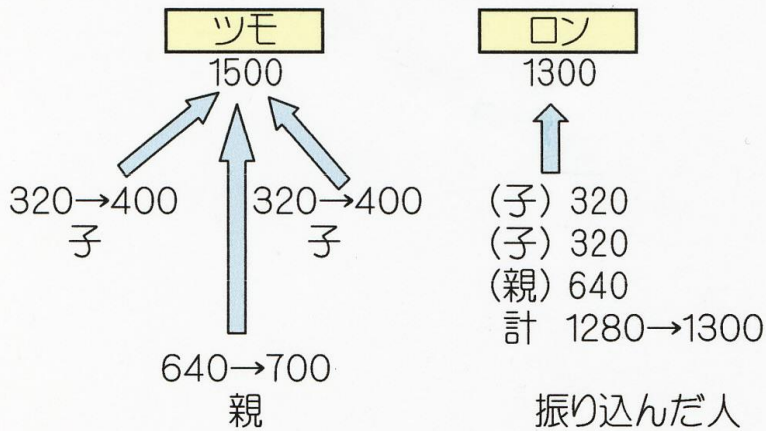 ツモ
1500
320→400
子
320→400
子
640→700
親
ロン
1300
(子) 320
(子) 320
(親) 640
計 1280→1300
振り込んだ人